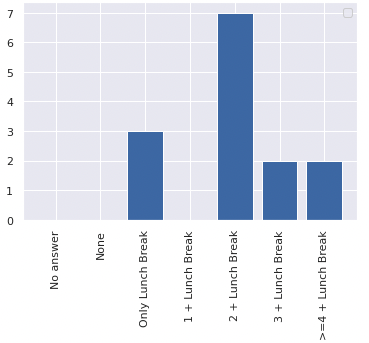 7
6
5
4
3
2
1
0
No answer
None
Only Lunch Break
1 + Lunch Break
2 + Lunch Break
3 + Lunch Break
>=4 + Lunch Break